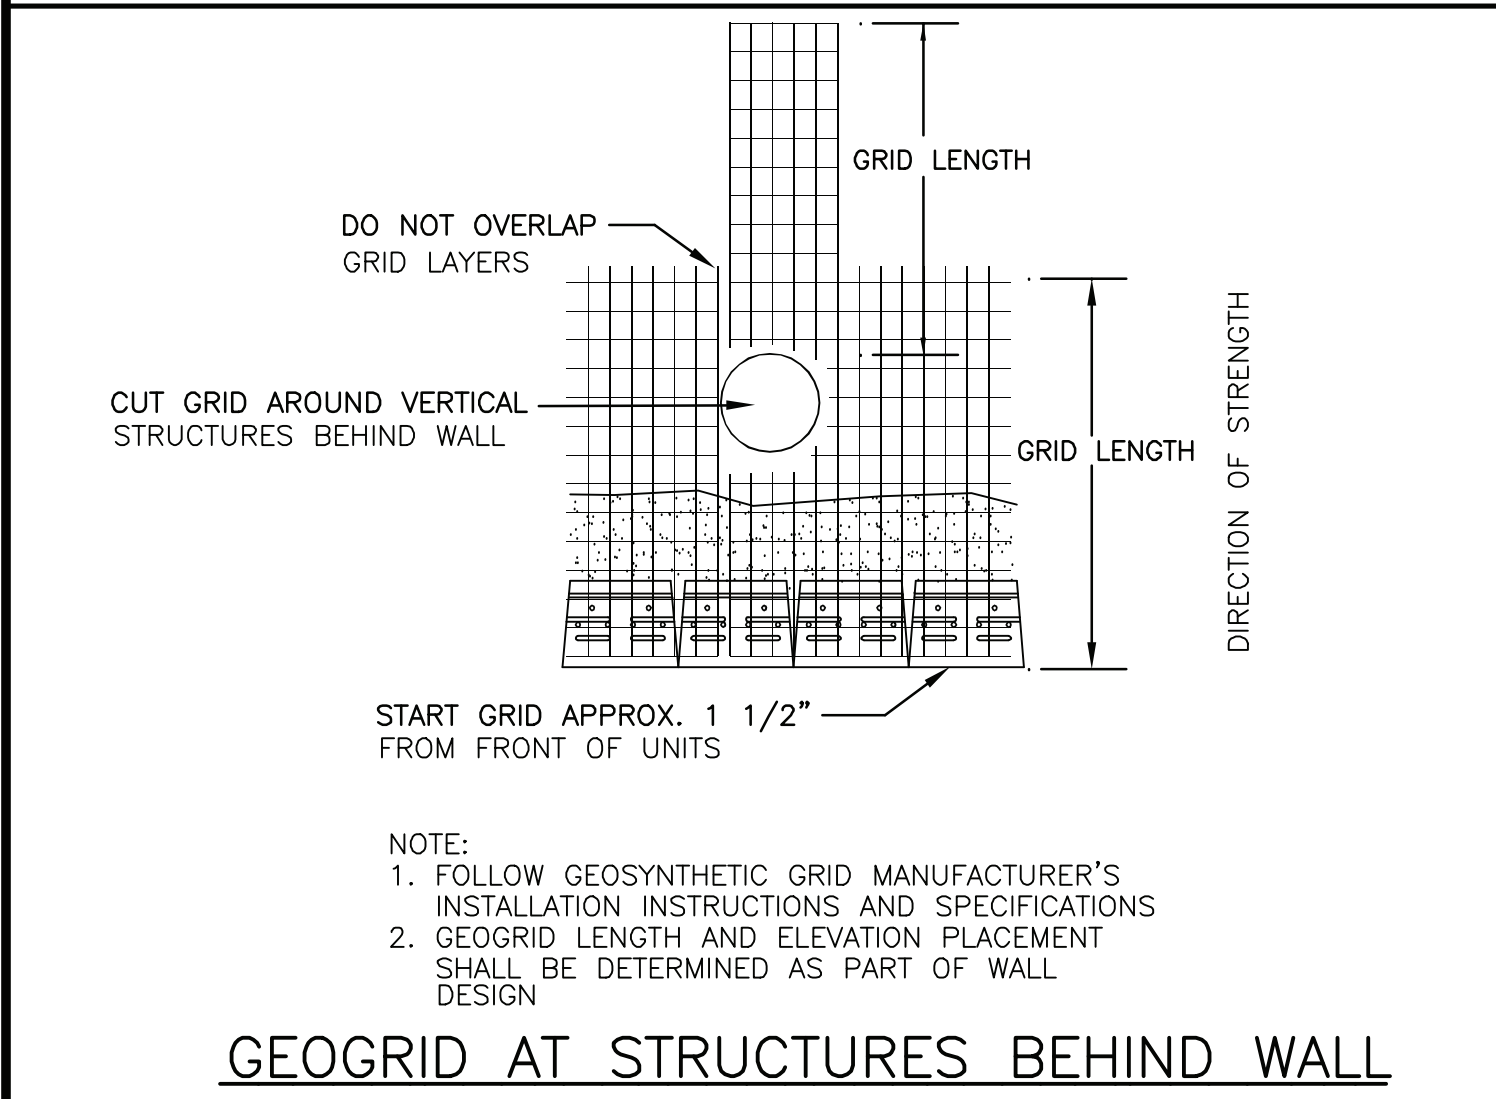 GRID LENGTH
DO NOT OVERLAP
GRID LAYERS
CUT GRID AROUND VERTICAL
STRUCTURES BEHIND WALL
GRID LENGTH
DIRECTION OF STRENGTH
START GRID APPROX. 1 1/2”
FROM FRONT OF UNITS
NOTE:
1. FOLLOW GEOSYNTHETIC GRID MANUFACTURER'S
INSTALLATION INSTRUCTIONS AND SPECIFICATIONS
2. GEOGRID LENGTH AND ELEVATION PLACEMENT
SHALL BE DETERMINED AS PART OF WALL
DESIGN
GEOGRID AT STRUCTURES BEHIND WALL